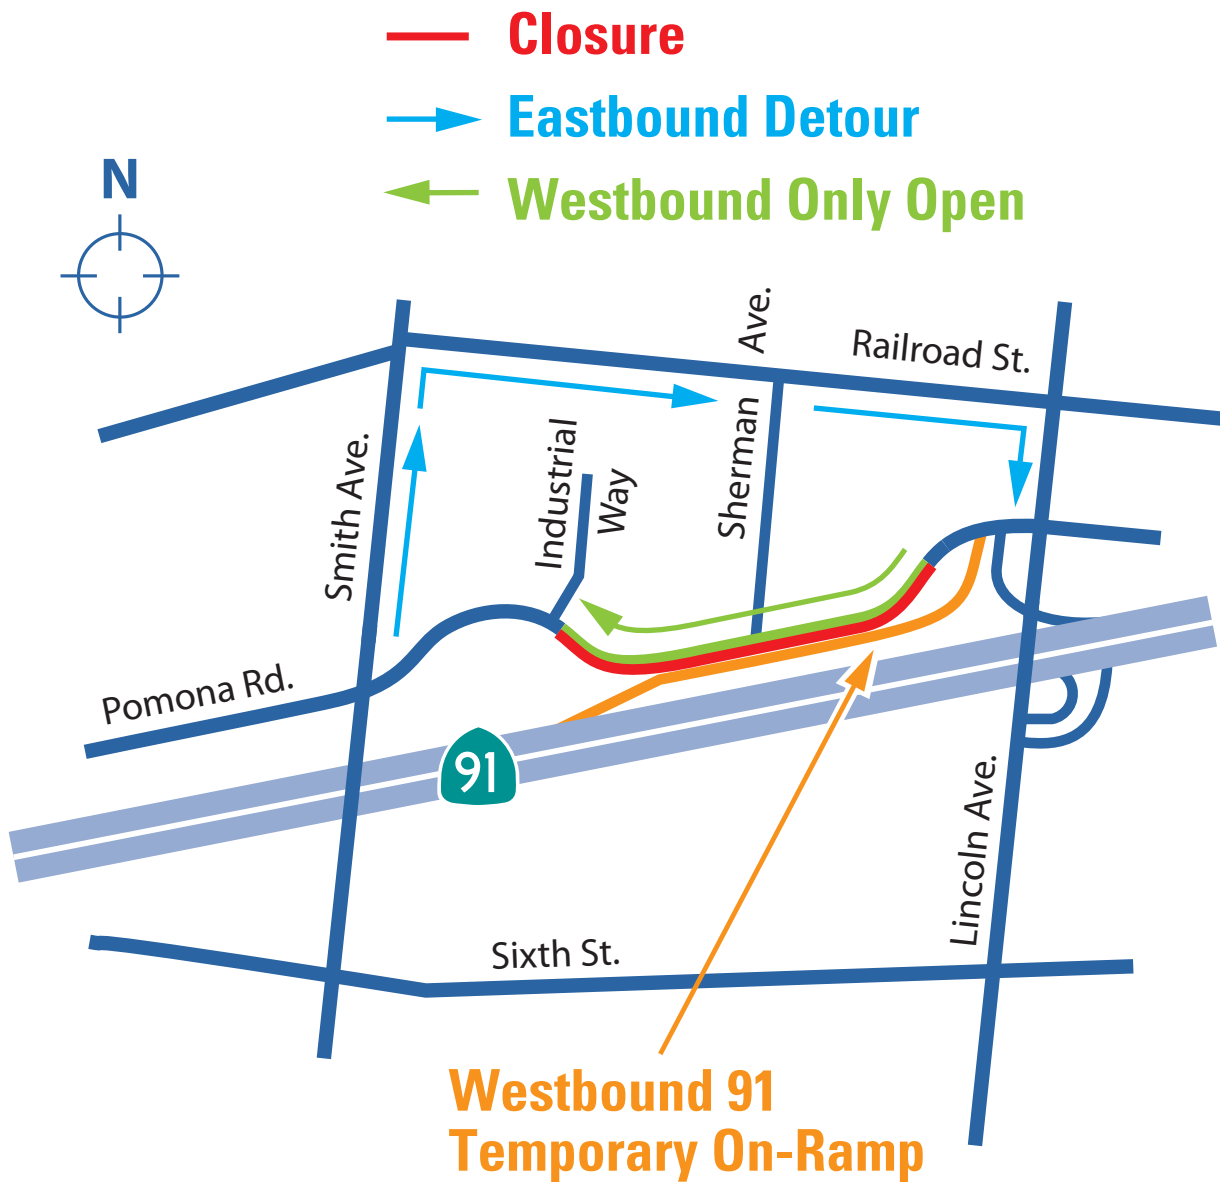 Closure
Eastbound Detour
Westbound Only Open
N
Railroad St.
Sherman Ave.
Industrial
Way
Smith Ave.
Pomona Rd.
91
Lincoln Ave.
Sixth St.
Westbound 91
Temporary On-Ramp